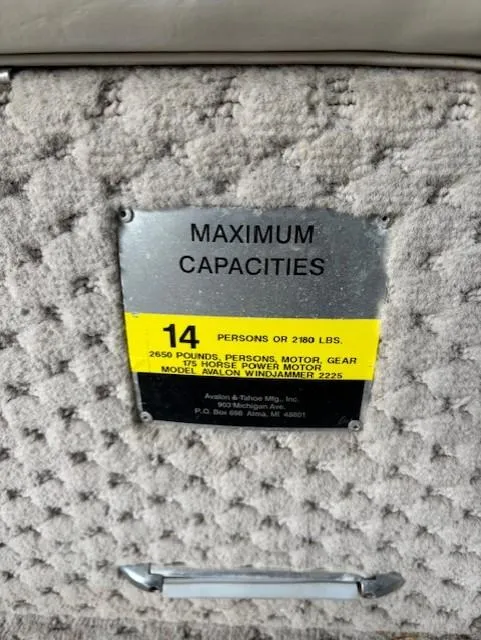 MAXIMUM
CAPACITIES
14 PERSONS OR 2180 LBS.
2650 POUNDS, PERSONS, MOTOR, GEAR
175 HORSE POWER MOTOR
MODEL AVALON WINDJAMMER 2225
Avalon & Tahoe Mfg., Inc.
903 Michigan Ave.
P.O. Box 698 Alma, MI 48801